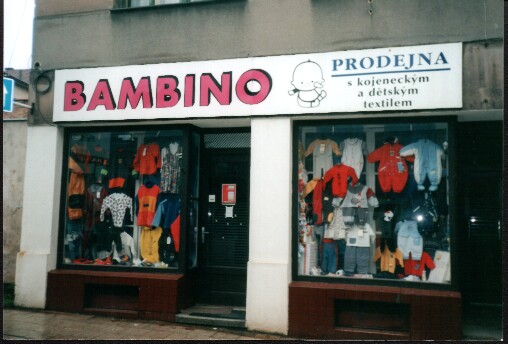 BAMBINO
PRODEJNA
s kojeneckým
a dětským
textilem